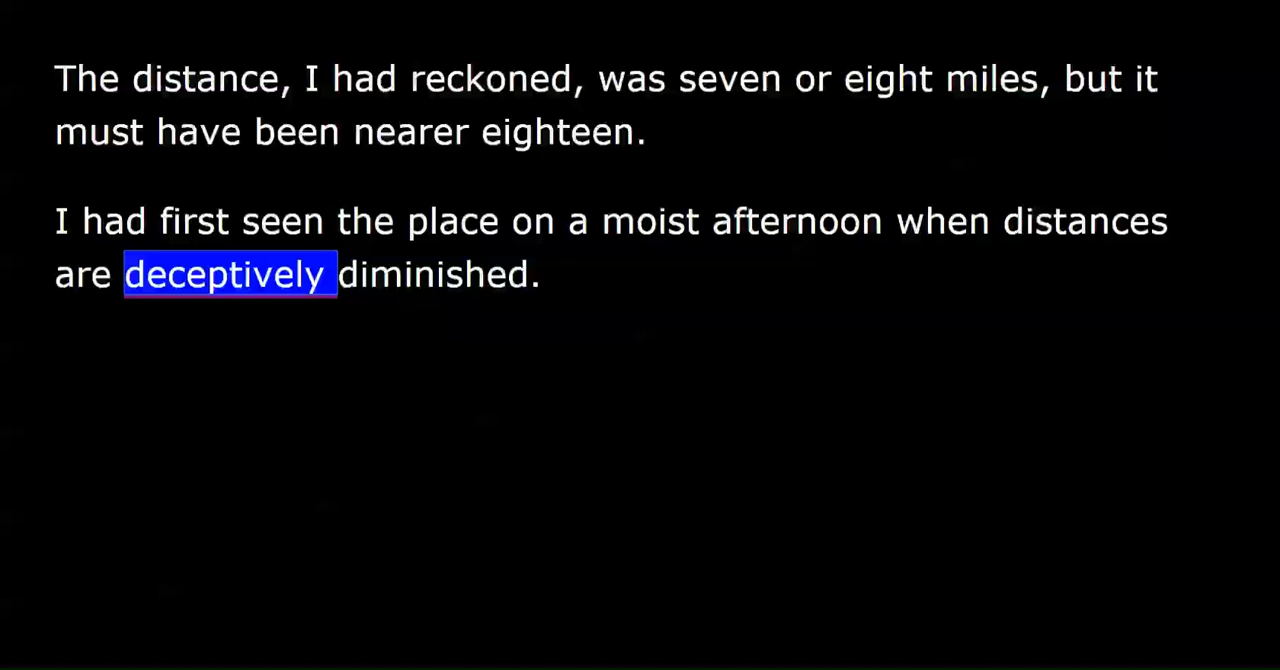 The distance, I had reckoned, was seven or eight miles, but it
must have been nearer eighteen.
I had first seen the place on a moist afternoon when distances
are deceptively diminished.